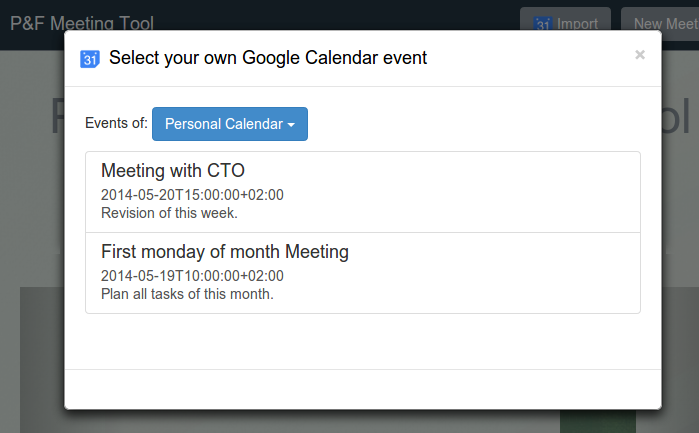 P&F Meeting Tool
31 Import
New Meet
31 Select your own Google Calendar event
×
Events of: Personal Calendar
Meeting with CTO
2014-05-20T15:00:00+02:00
Revision of this week.
First monday of month Meeting
2014-05-19T10:00:00+02:00
Plan all tasks of this month.